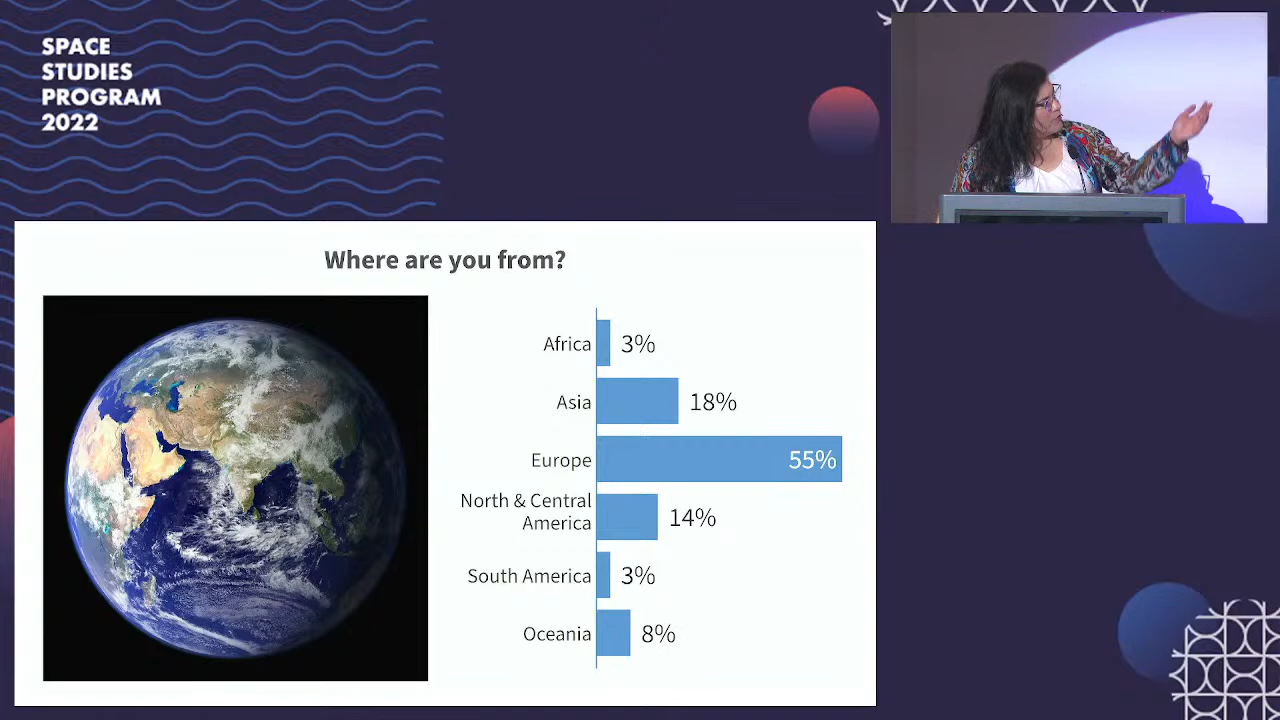 SPACE
STUDIES
PROGRAM
2022
Where are you from?
Africa 3%
Asia 18%
Europe 55%
North & Central
America 14%
South America 3%
Oceania 8%